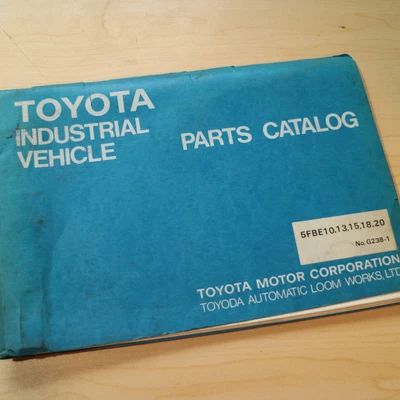 TOYOTA
INDUSTRIAL
VEHICLE
PARTS CATALOG
5FBE10,13,15,18,20
No.G238-1
TOYOTA MOTOR CORPORATION
TOYODA AUTOMATIC LOOM WORKS,LTD